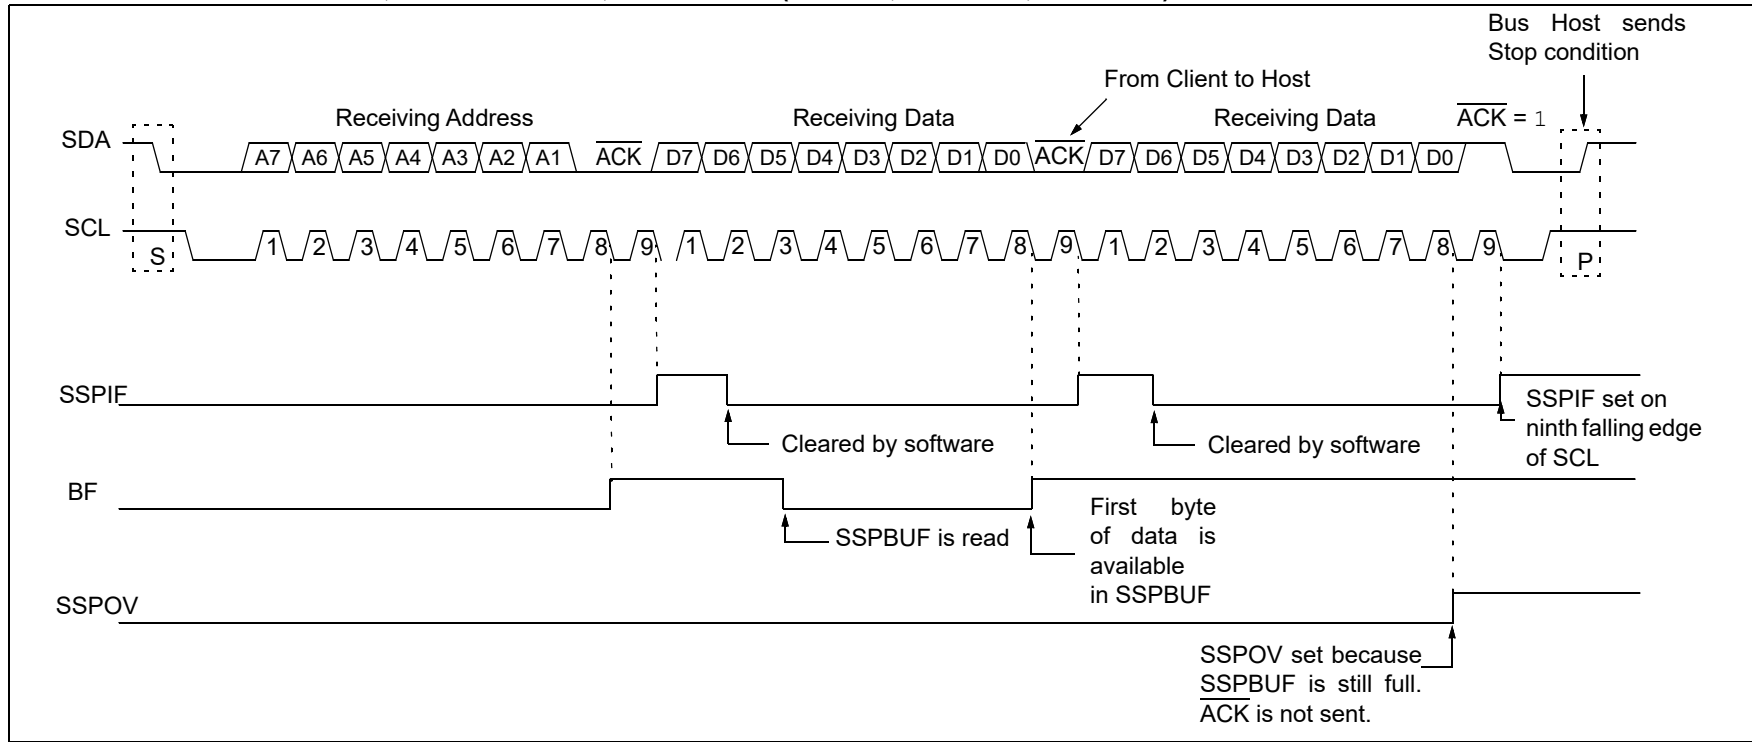 Bus Host sends
Stop condition
From Client to Host
Receiving Address
Receiving Data
Receiving Data
ACK = 1
SDA
A7 A6 A5 A4 A3 A2 A1 ACK D7 D6 D5 D4 D3 D2 D1 D0 ACK D7 D6 D5 D4 D3 D2 D1 D0
SCL
S
1 2 3 4 5 6 7 8 9 1 2 3 4 5 6 7 8 9 1 2 3 4 5 6 7 8 9
P
SSPIF
Cleared by software
Cleared by software
SSPIF set on
ninth falling edge
of SCL
BF
SSPBUF is read
First byte
of data is
available
in SSPBUF
SSPOV
SSPOV set because
SSPBUF is still full.
ACK is not sent.